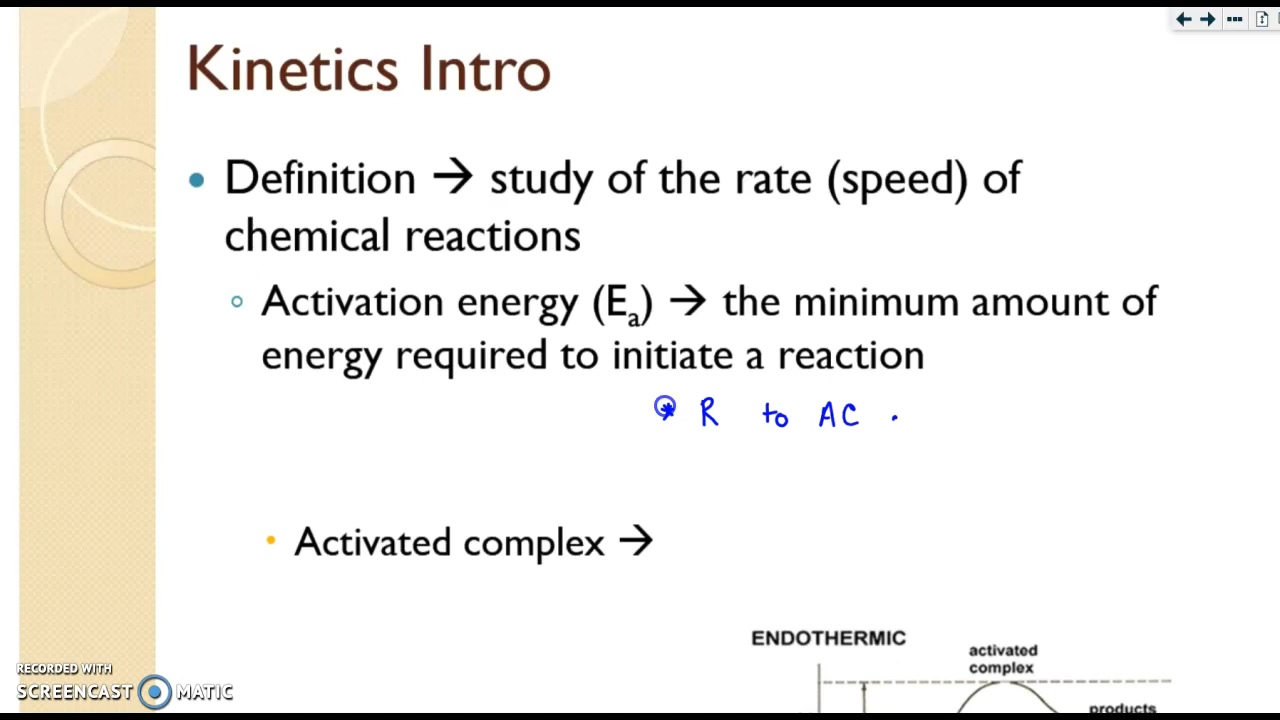 Kinetics Intro
• Definition → study of the rate (speed) of
chemical reactions
◦ Activation energy (Ea) → the minimum amount of
energy required to initiate a reaction
* R to AC .
• Activated complex →
ENDOTHERMIC
activated
complex
products
RECORDED WITH
SCREENCAST MATIC